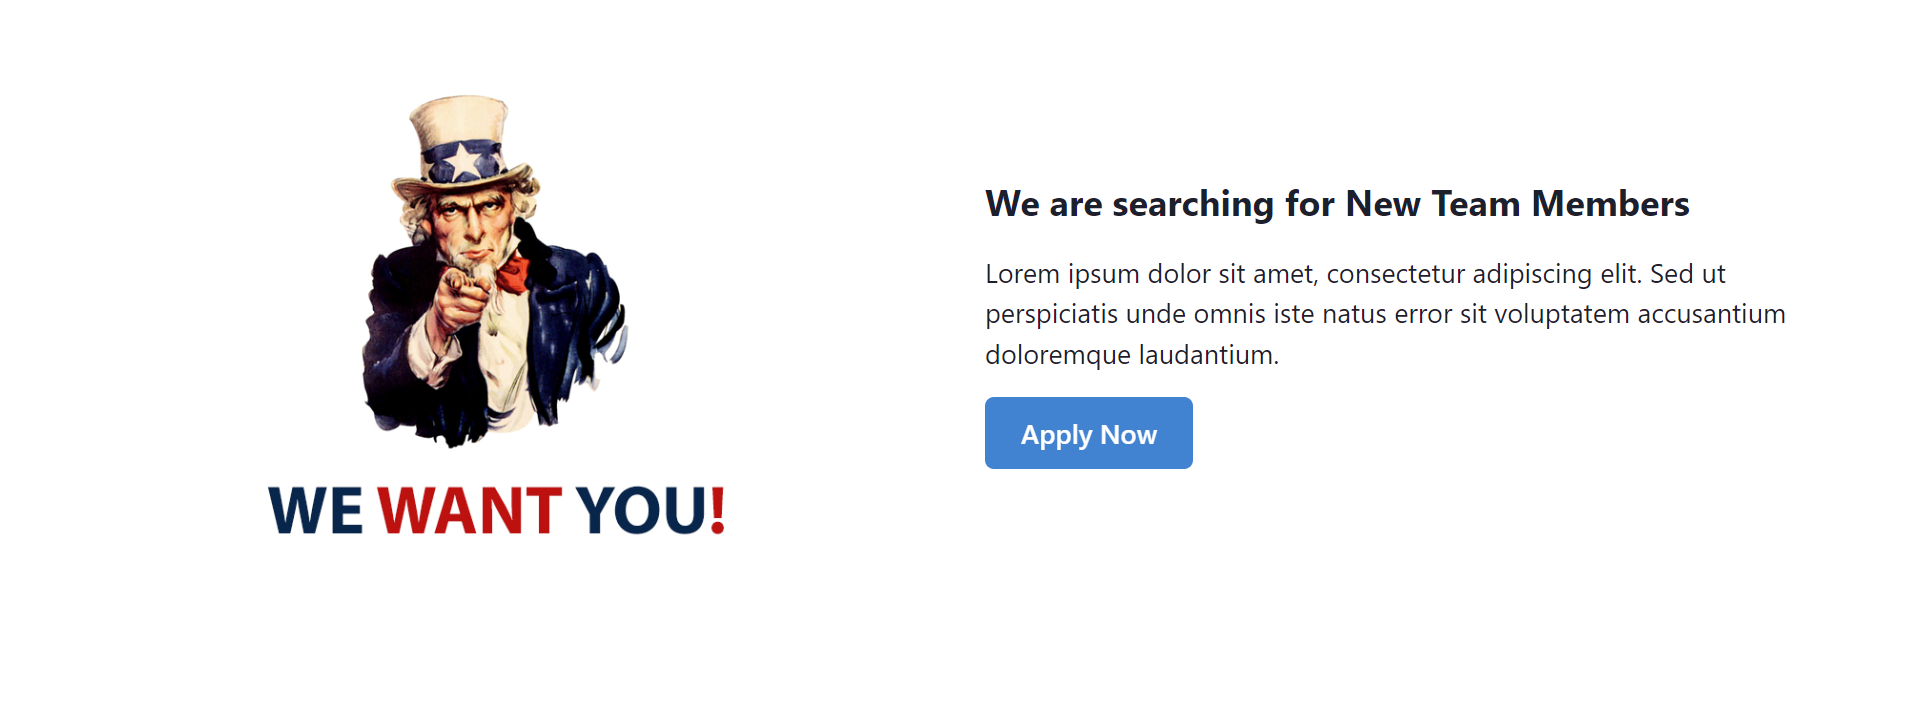 WE WANT YOU!
We are searching for New Team Members
Lorem ipsum dolor sit amet, consectetur adipiscing elit. Sed ut
perspiciatis unde omnis iste natus error sit voluptatem accusantium
doloremque laudantium.
Apply Now